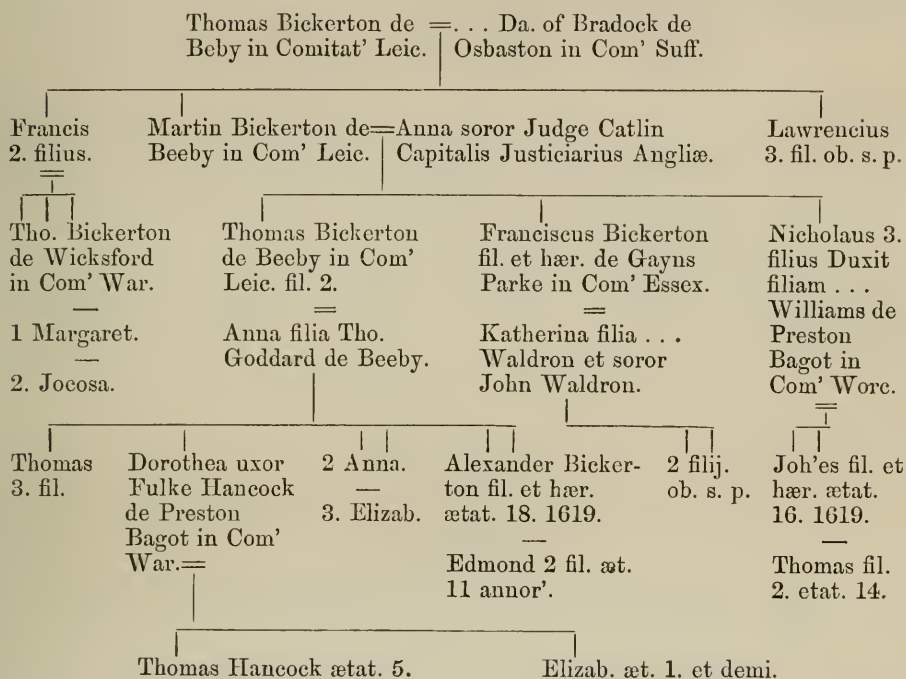 Thomas Bickerton de =. . . Da. of Bradock de
Beby in Comitat' Leic. Osbaston in Com' Suff.
Francis
2. filius.
=
Martin Bickerton de=Anna soror Judge Catlin
Beeby in Com' Leic. Capitalis Justiciarius Angliæ.
Lawrencius
3. fil. ob. s. p.
Tho. Bickerton
de Wicksford
in Com' War.
—
1 Margaret.
—
2. Jocosa.
Thomas Bickerton
de Beeby in Com'
Leic. fil. 2.
=
Anna filia Tho.
Goddard de Beeby.
Franciscus Bickerton
fil. et hær. de Gayns
Parke in Com' Essex.
=
Katherina filia . . .
Waldron et soror
John Waldron.
Nicholaus 3.
filius Duxit
filiam . . .
Williams de
Preston
Bagot in
Com' Worc.
=
Thomas
3. fil.
Dorothea uxor
Fulke Hancock
de Preston
Bagot in Com'
War.=
2 Anna.
—
3. Elizab.
Alexander Bicker-
ton fil. et hær.
ætat. 18. 1619.
—
Edmond 2 fil. æt.
11 annor'.
2 filij.
ob. s. p.
Joh'es fil. et
hær. ætat.
16. 1619.
—
Thomas fil.
2. etat. 14.
Thomas Hancock ætat. 5.
Elizab. æt. 1. et demi.